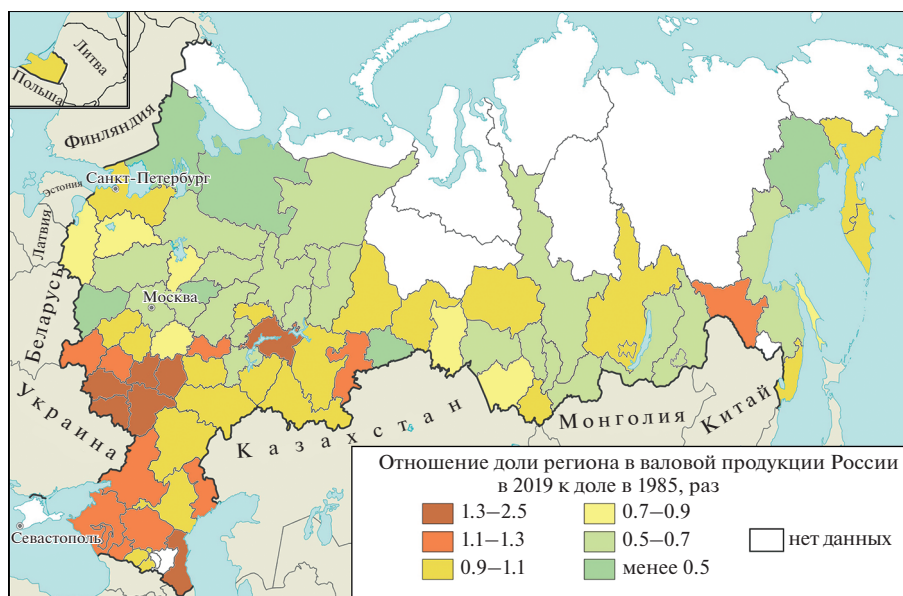 Литва
Польша
Финляндия
Санкт-Петербург
Эстония
Латвия
Беларусь
Москва
Украина
Казахстан
Монголия
Китай
Севастополь
Отношение доли региона в валовой продукции России
в 2019 к доле в 1985, раз
1.3–2.5
0.7–0.9
1.1–1.3
0.5–0.7
нет данных
0.9–1.1
менее 0.5